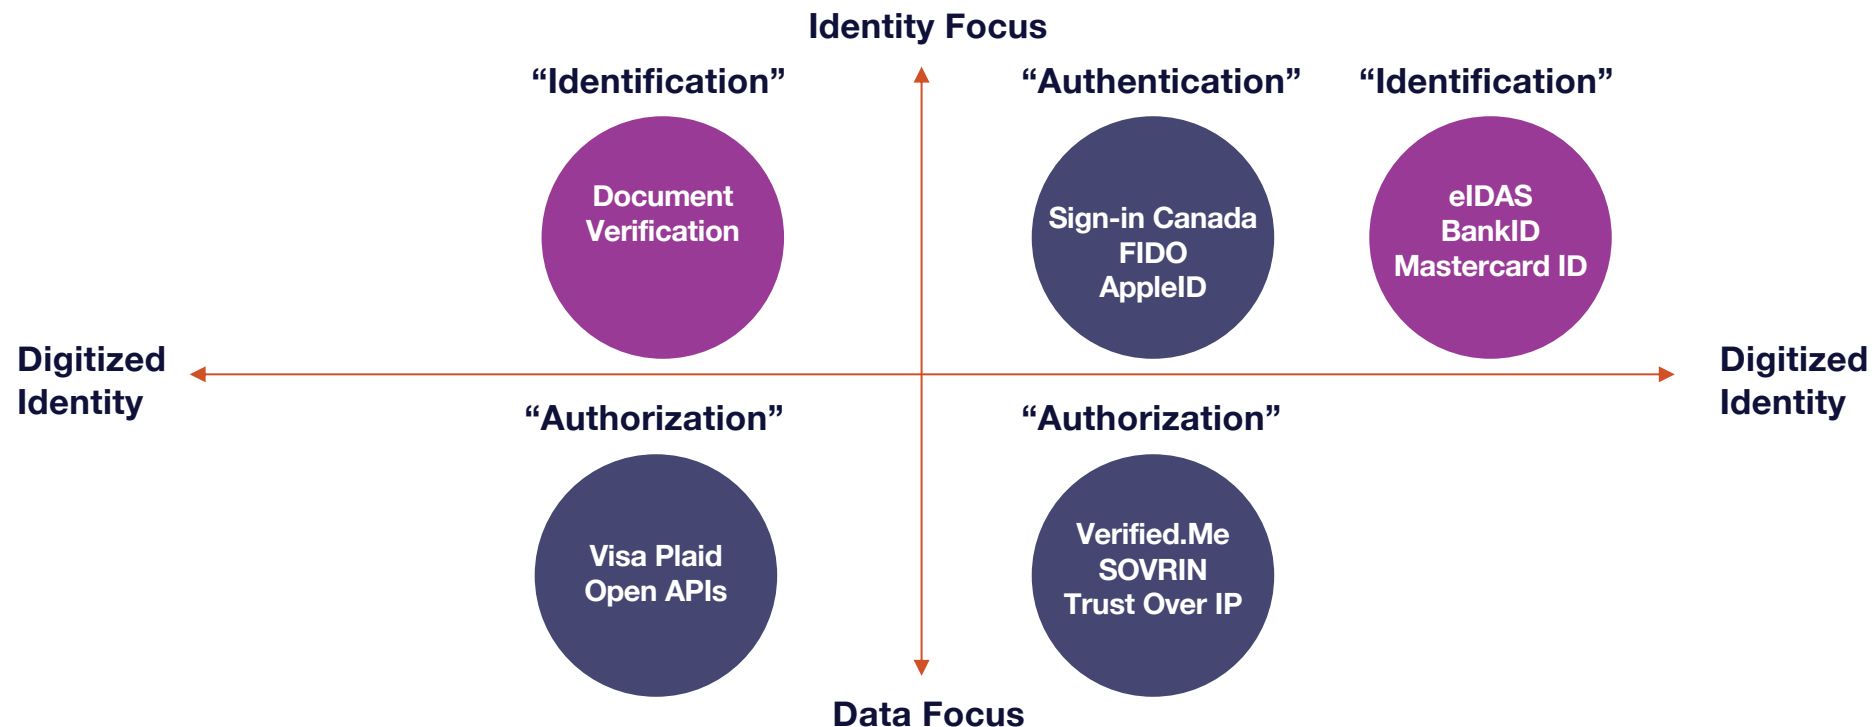 Identity Focus
“Identification”
“Authentication”
“Identification”
Document
Verification
Sign-in Canada
FIDO
AppleID
eIDAS
BankID
Mastercard ID
Digitized
Identity
Digitized
Identity
“Authorization”
“Authorization”
Visa Plaid
Open APIs
Verified.Me
SOVRIN
Trust Over IP
Data Focus